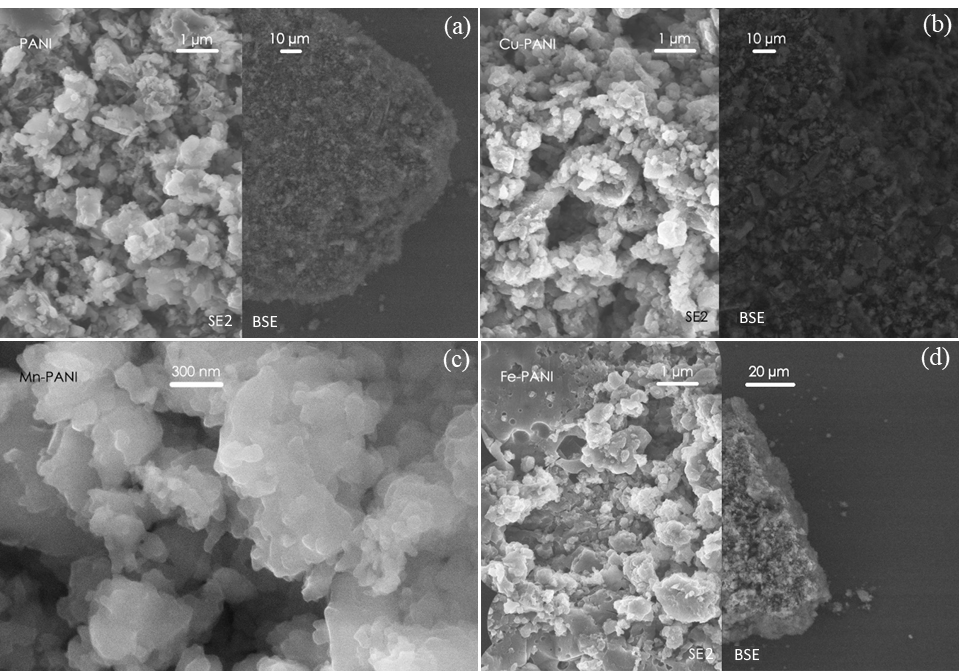 PANI 1 µm 10 µm (a)
SE2 BSE
Cu-PANI 1 µm 10 µm (b)
SE2 BSE
Mn-PANI 300 nm (c)
Fe-PANI 1 µm 20 µm (d)
SE2 BSE